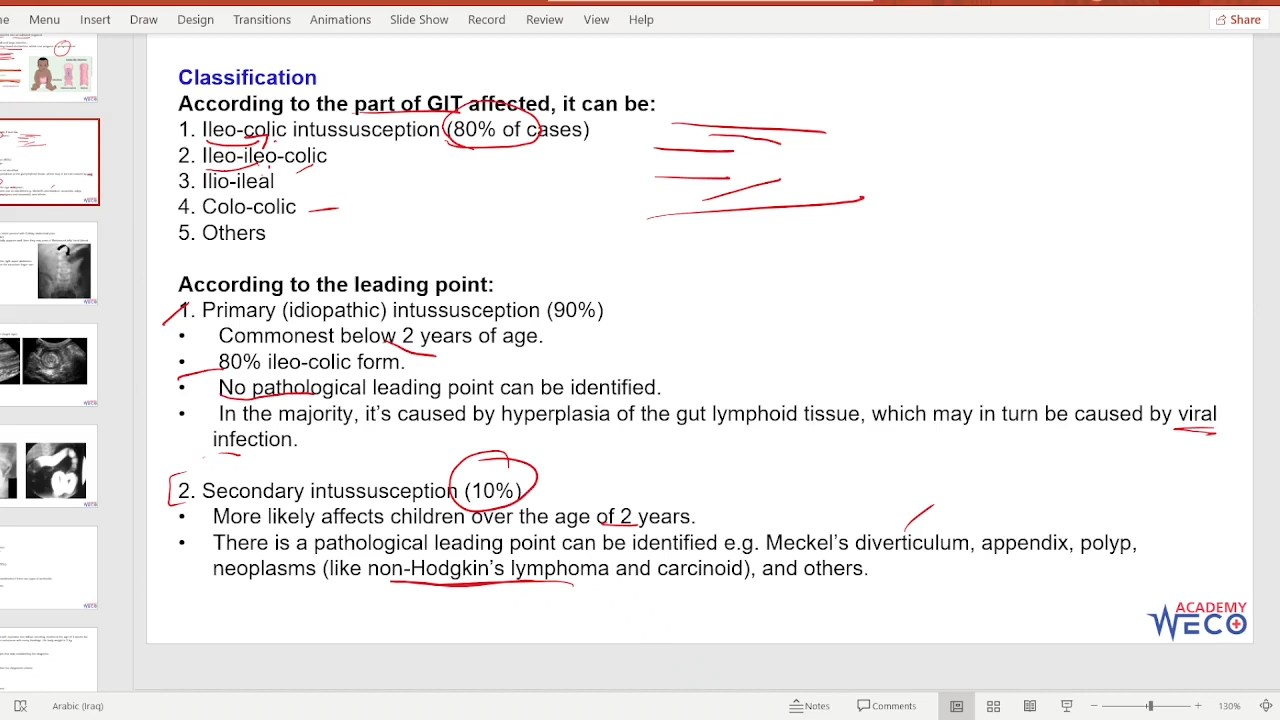 me Menu Insert Draw Design Transitions Animations Slide Show Record Review View Help Share
Classification
According to the part of GIT affected, it can be:
1. Ileo-colic intussusception (80% of cases)
2. Ileo-ileo-colic
3. Ilio-ileal
4. Colo-colic
5. Others
According to the leading point:
1. Primary (idiopathic) intussusception (90%)
• Commonest below 2 years of age.
• 80% ileo-colic form.
• No pathological leading point can be identified.
• In the majority, it's caused by hyperplasia of the gut lymphoid tissue, which may in turn be caused by viral
infection.
2. Secondary intussusception (10%)
• More likely affects children over the age of 2 years.
• There is a pathological leading point can be identified e.g. Meckel's diverticulum, appendix, polyp,
neoplasms (like non-Hodgkin's lymphoma and carcinoid), and others.
ACADEMY
WECO
Arabic (Iraq) Notes Comments 130%